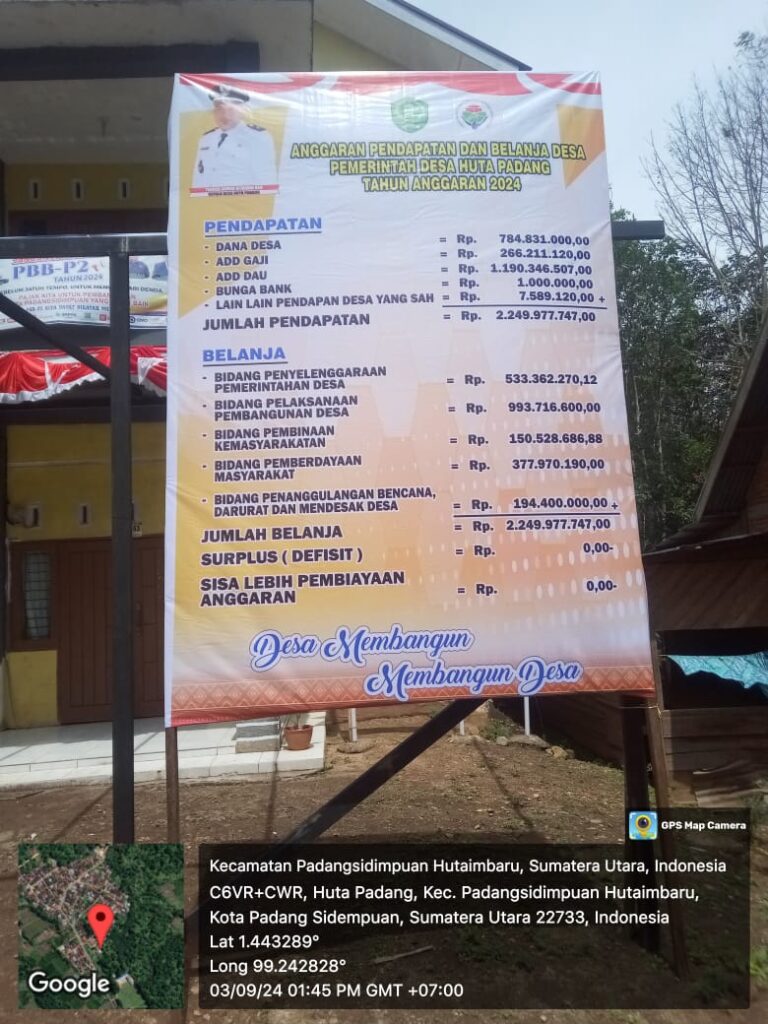 ANGGARAN PENDAPATAN DAN BELANJA DESA
PEMERINTAH DESA HUTA PADANG
TAHUN ANGGARAN 2024
PENDAPATAN
- DANA DESA = Rp. 784.831.000,00
- ADD GAJI = Rp. 266.211.120,00
- ADD DAU = Rp. 1.190.346.507,00
- BUNGA BANK = Rp. 1.000.000,00
- LAIN LAIN PENDAPAN DESA YANG SAH = Rp. 7.589.120,00 +
JUMLAH PENDAPATAN = Rp. 2.249.977.747,00
BELANJA
- BIDANG PENYELENGGARAAN
PEMERINTAHAN DESA = Rp. 533.362.270,12
- BIDANG PELAKSANAAN
PEMBANGUNAN DESA = Rp. 993.716.600,00
- BIDANG PEMBINAAN
KEMASYARAKATAN = Rp. 150.528.686,88
- BIDANG PEMBERDAYAAN
MASYARAKAT = Rp. 377.970.190,00
- BIDANG PENANGGULANGAN BENCANA,
DARURAT DAN MENDESAK DESA = Rp. 194.400.000,00 +
JUMLAH BELANJA = Rp. 2.249.977.747,00
SURPLUS ( DEFISIT ) = Rp. 0,00-
SISA LEBIH PEMBIAYAAN
ANGGARAN = Rp. 0,00-
Desa Membangun
Membangun Desa
PBB-P2
TAHUN 2024
GPS Map Camera
Kecamatan Padangsidimpuan Hutaimbaru, Sumatera Utara, Indonesia
C6VR+CWR, Huta Padang, Kec. Padangsidimpuan Hutaimbaru,
Kota Padang Sidempuan, Sumatera Utara 22733, Indonesia
Lat 1.443289°
Long 99.242828°
03/09/24 01:45 PM GMT +07:00
Google